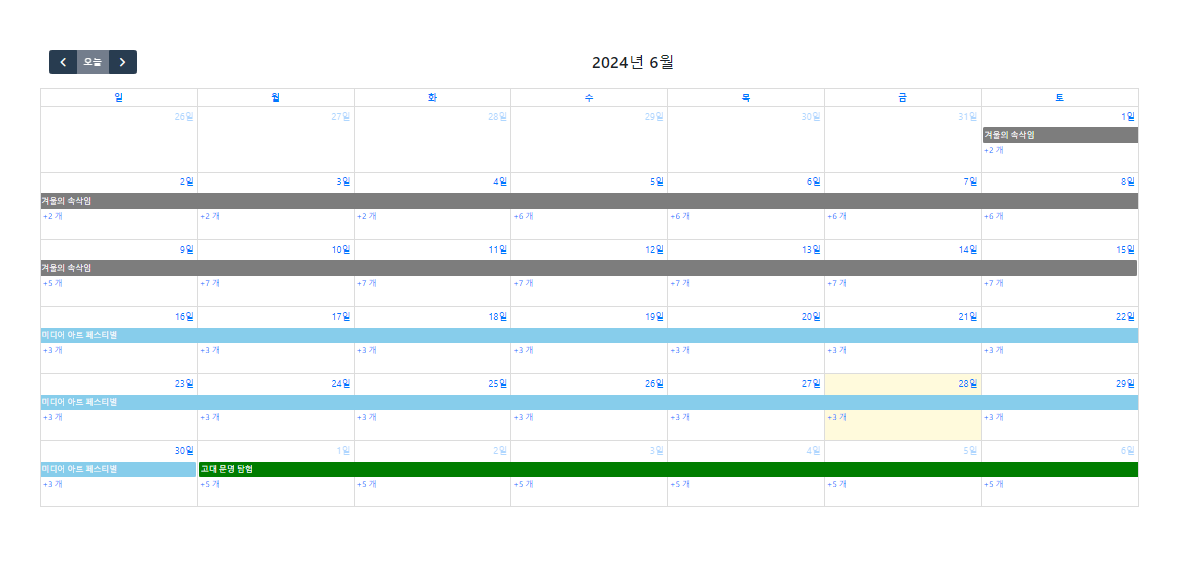 오늘
2024년 6월
일 월 화 수 목 금 토
26일 27일 28일 29일 30일 31일 1일
겨울의 속삭임
+2 개
2일 3일 4일 5일 6일 7일 8일
겨울의 속삭임
+2 개 +2 개 +2 개 +6 개 +6 개 +6 개 +6 개
9일 10일 11일 12일 13일 14일 15일
겨울의 속삭임
+5 개 +7 개 +7 개 +7 개 +7 개 +7 개 +7 개
16일 17일 18일 19일 20일 21일 22일
미디어 아트 페스티벌
+3 개 +3 개 +3 개 +3 개 +3 개 +3 개 +3 개
23일 24일 25일 26일 27일 28일 29일
미디어 아트 페스티벌
+3 개 +3 개 +3 개 +3 개 +3 개 +3 개 +3 개
30일 1일 2일 3일 4일 5일 6일
미디어 아트 페스티벌 고대 문명 탐험
+3 개 +5 개 +5 개 +5 개 +5 개 +5 개 +5 개